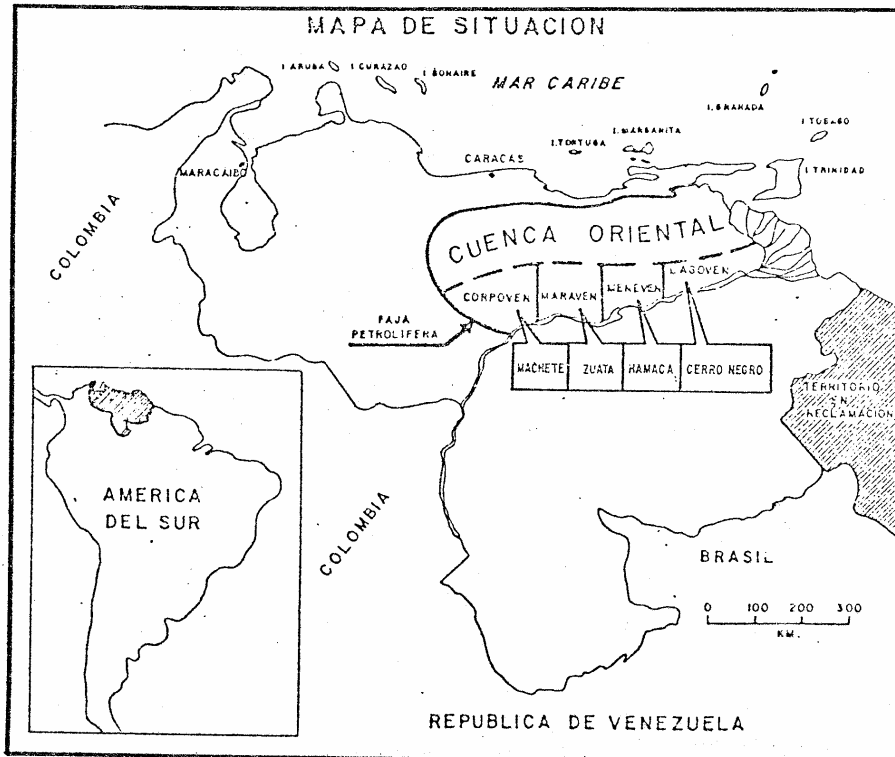 MAPA DE SITUACION
I. ARUBA
I. CURAZAO
I. BONAIRE
MAR CARIBE
I. GRANADA
I. TOBAGO
I. MARGARITA
I. TORTUGA
CARACAS
I. TRINIDAD
MARACAIBO
COLOMBIA
CUENCA ORIENTAL
CORPOVEN
MARAVEN
MENEVEN
LAGOVEN
FAJA
PETROLIFERA
MACHETE
ZUATA
HAMACA
CERRO NEGRO
TERRITORIO
EN
RECLAMACION
AMERICA
DEL SUR
COLOMBIA
BRASIL
0 100 200 300
KM.
REPUBLICA DE VENEZUELA